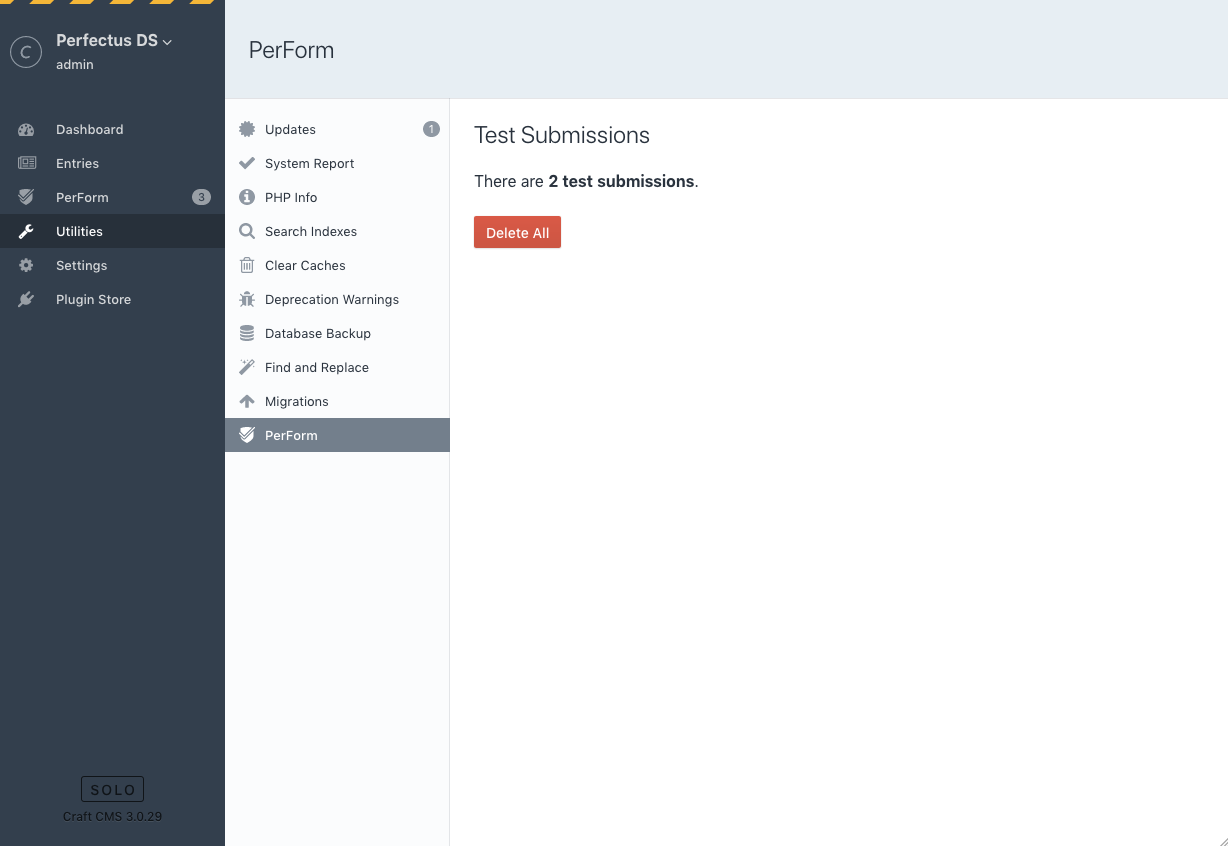 C
Perfectus DS
admin
Dashboard
Entries
PerForm 3
Utilities
Settings
Plugin Store
SOLO
Craft CMS 3.0.29
PerForm
Updates 1
System Report
PHP Info
Search Indexes
Clear Caches
Deprecation Warnings
Database Backup
Find and Replace
Migrations
PerForm
Test Submissions
There are 2 test submissions.
Delete All